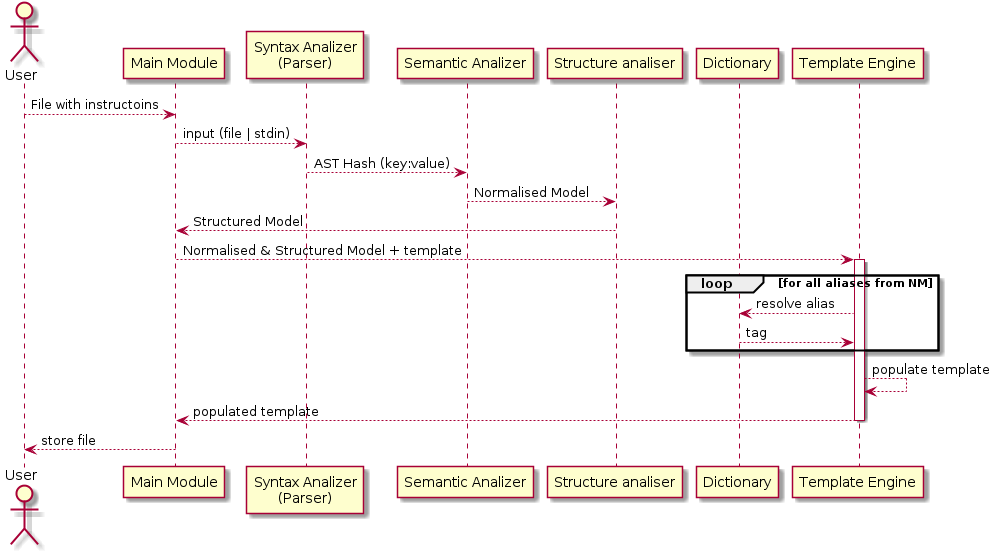 User
Main Module
Syntax Analizer
(Parser)
Semantic Analizer
Structure analiser
Dictionary
Template Engine
File with instructoins
input (file | stdin)
AST Hash (key:value)
Normalised Model
Structured Model
Normalised & Structured Model + template
loop [for all aliases from NM]
resolve alias
tag
populate template
populated template
store file
User
Main Module
Syntax Analizer
(Parser)
Semantic Analizer
Structure analiser
Dictionary
Template Engine